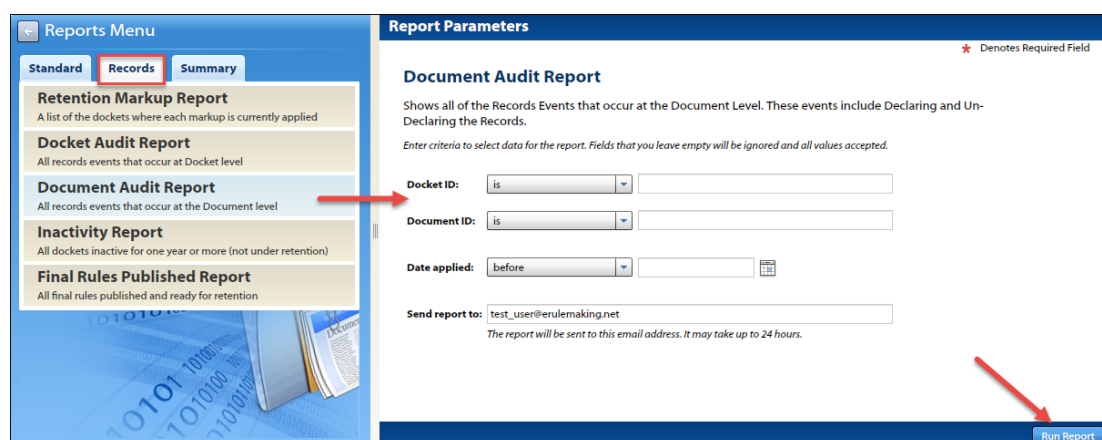 Reports Menu
Standard
Records
Summary
Retention Markup Report
A list of the dockets where each markup is currently applied
Docket Audit Report
All records events that occur at Docket level
Document Audit Report
All records events that occur at the Document level
Inactivity Report
All dockets inactive for one year or more (not under retention)
Final Rules Published Report
All final rules published and ready for retention
Report Parameters
* Denotes Required Field
Document Audit Report
Shows all of the Records Events that occur at the Document Level. These events include Declaring and Un-
Declaring the Records.
Enter criteria to select data for the report. Fields that you leave empty will be ignored and all values accepted.
Docket ID: is
Document ID: is
Date applied: before
Send report to: test_user@erulemaking.net
The report will be sent to this email address. It may take up to 24 hours.
Run Report